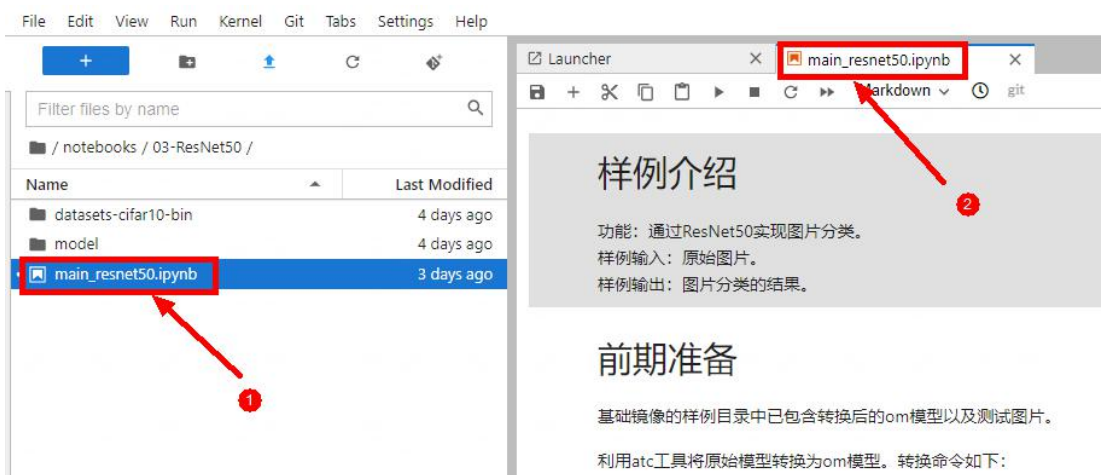 File Edit View Run Kernel Git Tabs Settings Help
Filter files by name
/ notebooks / 03-ResNet50 /
Name Last Modified
datasets-cifar10-bin 4 days ago
model 4 days ago
main_resnet50.ipynb 3 days ago
1
Launcher main_resnet50.ipynb
Markdown git
样例介绍
2
功能：通过ResNet50实现图片分类。
样例输入：原始图片。
样例输出：图片分类的结果。
前期准备
基础镜像的样例目录中已包含转换后的om模型以及测试图片。
利用atc工具将原始模型转换为om模型。转换命令如下：